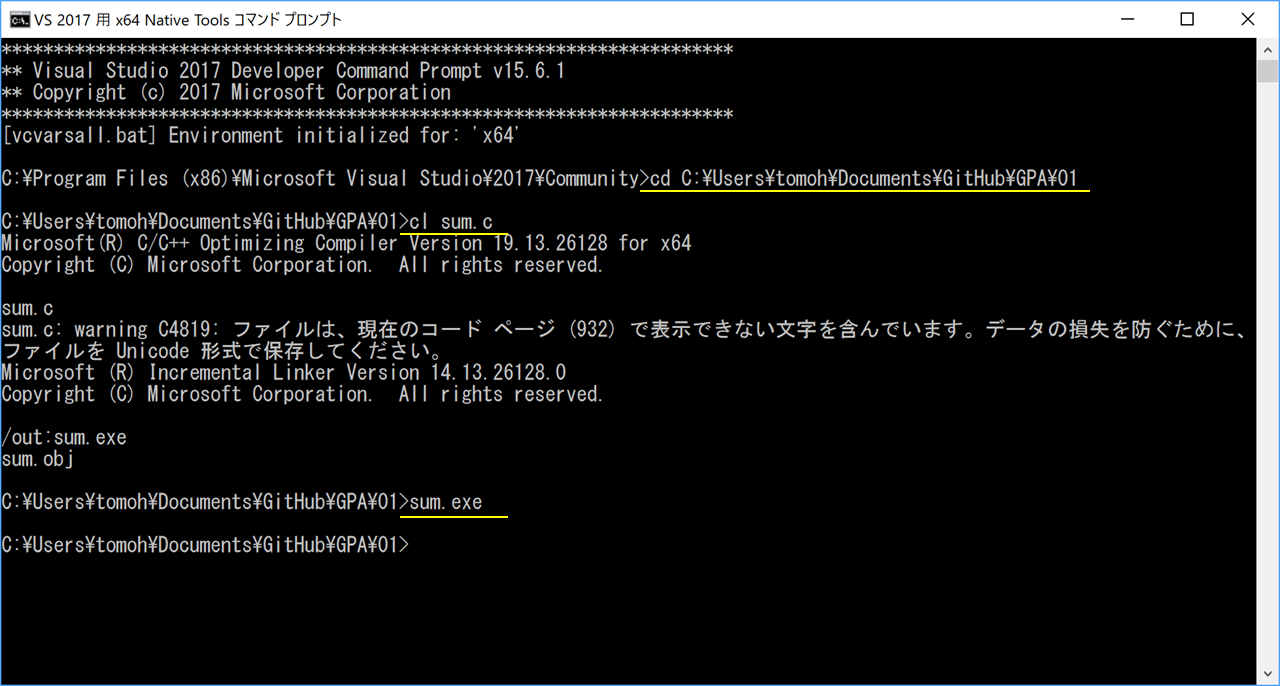 VS 2017 用 x64 Native Tools コマンド プロンプト
**********************************************************************
** Visual Studio 2017 Developer Command Prompt v15.6.1
** Copyright (c) 2017 Microsoft Corporation
**********************************************************************
[vcvarsall.bat] Environment initialized for: 'x64'
C:¥Program Files (x86)¥Microsoft Visual Studio¥2017¥Community>cd C:¥Users¥tomoh¥Documents¥GitHub¥GPA¥01
C:¥Users¥tomoh¥Documents¥GitHub¥GPA¥01>cl sum.c
Microsoft(R) C/C++ Optimizing Compiler Version 19.13.26128 for x64
Copyright (C) Microsoft Corporation.  All rights reserved.
sum.c
sum.c: warning C4819: ファイルは、現在のコード ページ (932) で表示できない文字を含んでいます。データの損失を防ぐために、
ファイルを Unicode 形式で保存してください。
Microsoft (R) Incremental Linker Version 14.13.26128.0
Copyright (C) Microsoft Corporation.  All rights reserved.
/out:sum.exe
sum.obj
C:¥Users¥tomoh¥Documents¥GitHub¥GPA¥01>sum.exe
C:¥Users¥tomoh¥Documents¥GitHub¥GPA¥01>